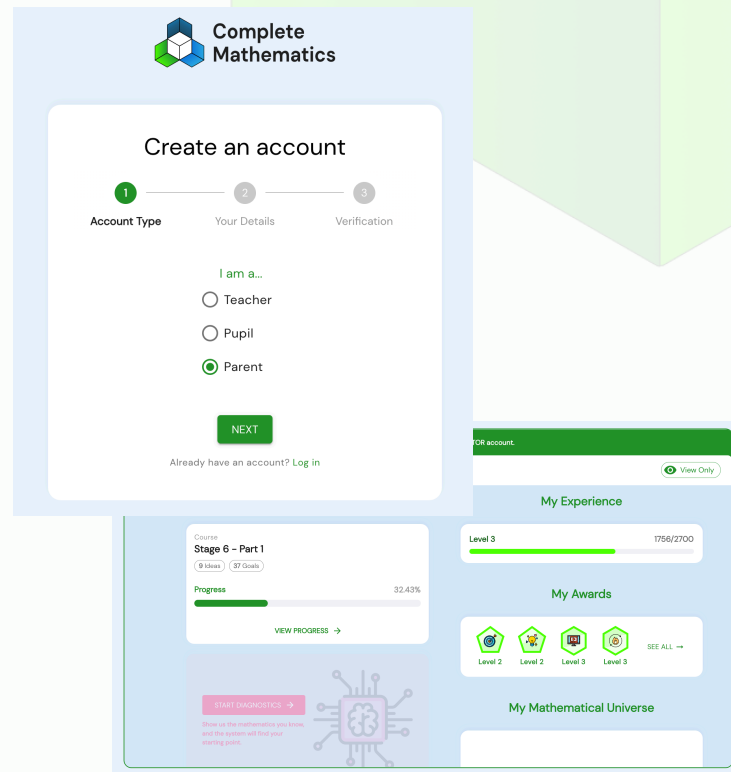 Complete
Mathematics
Create an account
1
2
3
Account Type
Your Details
Verification
I am a...
Teacher
Pupil
Parent
NEXT
Already have an account? Log in
TOR account.
View Only
Course
Stage 6 - Part 1
9 Ideas
37 Goals
Progress
32.43%
VIEW PROGRESS →
START DIAGNOSTICS →
Show us the mathematics you know,
and the system will find your
starting point.
My Experience
Level 3
1756/2700
My Awards
Level 2
Level 2
Level 3
Level 3
SEE ALL →
My Mathematical Universe